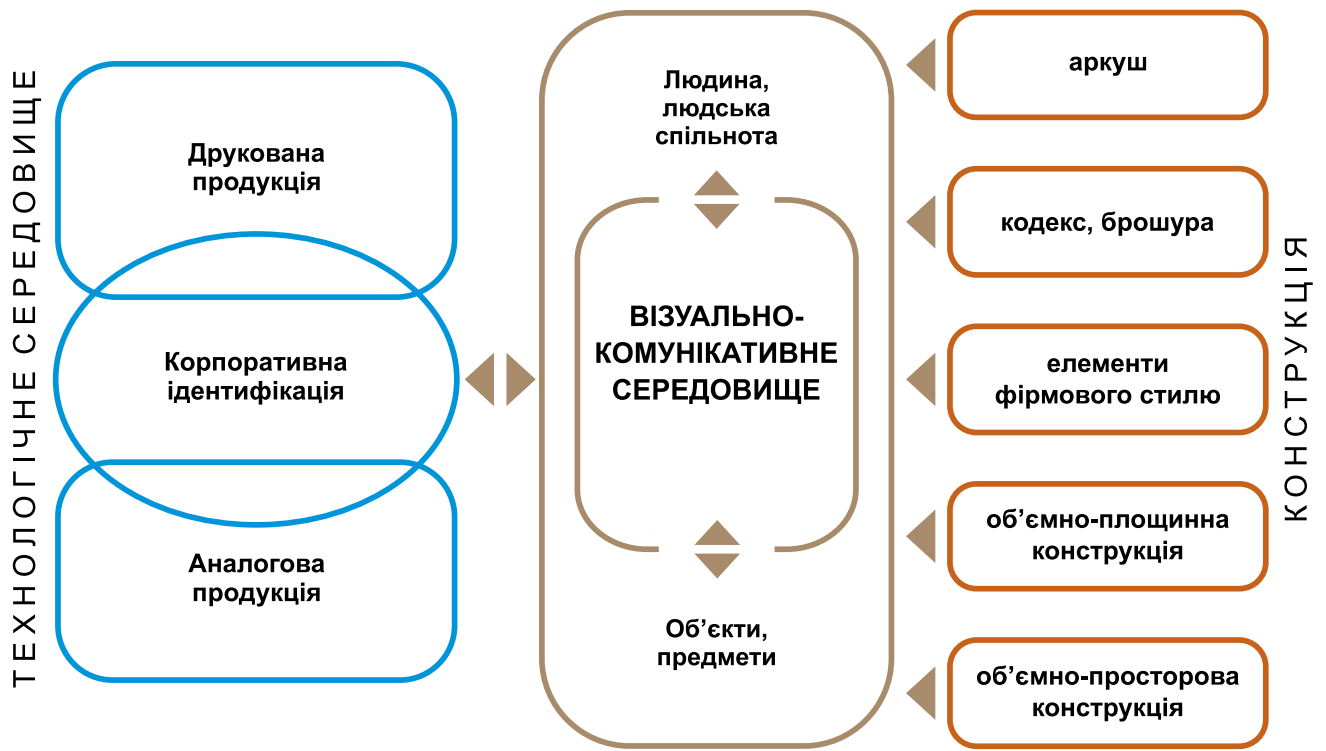 ТЕХНОЛОГІЧНЕ СЕРЕДОВИЩЕ
Друкована
продукція
Корпоративна
ідентифікація
Аналогова
продукція
Людина,
людська
спільнота
ВІЗУАЛЬНО-
КОМУНІКАТИВНЕ
СЕРЕДОВИЩЕ
Об’єкти,
предмети
аркуш
кодекс, брошура
елементи
фірмового стилю
об’ємно-площинна
конструкція
об’ємно-просторова
конструкція
КОНСТРУКЦІЯ